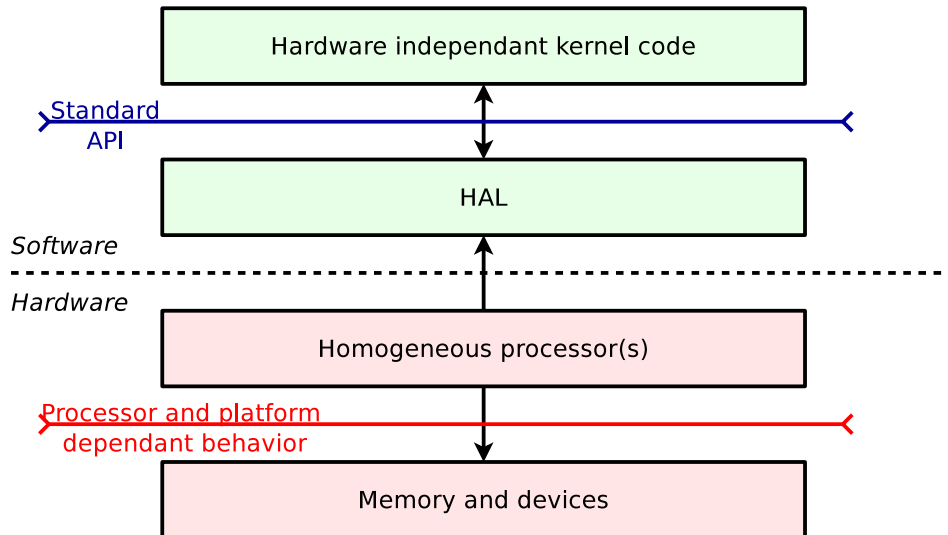 Hardware independant kernel code
Standard
API
HAL
Software
Hardware
Homogeneous processor(s)
Processor and platform
dependant behavior
Memory and devices